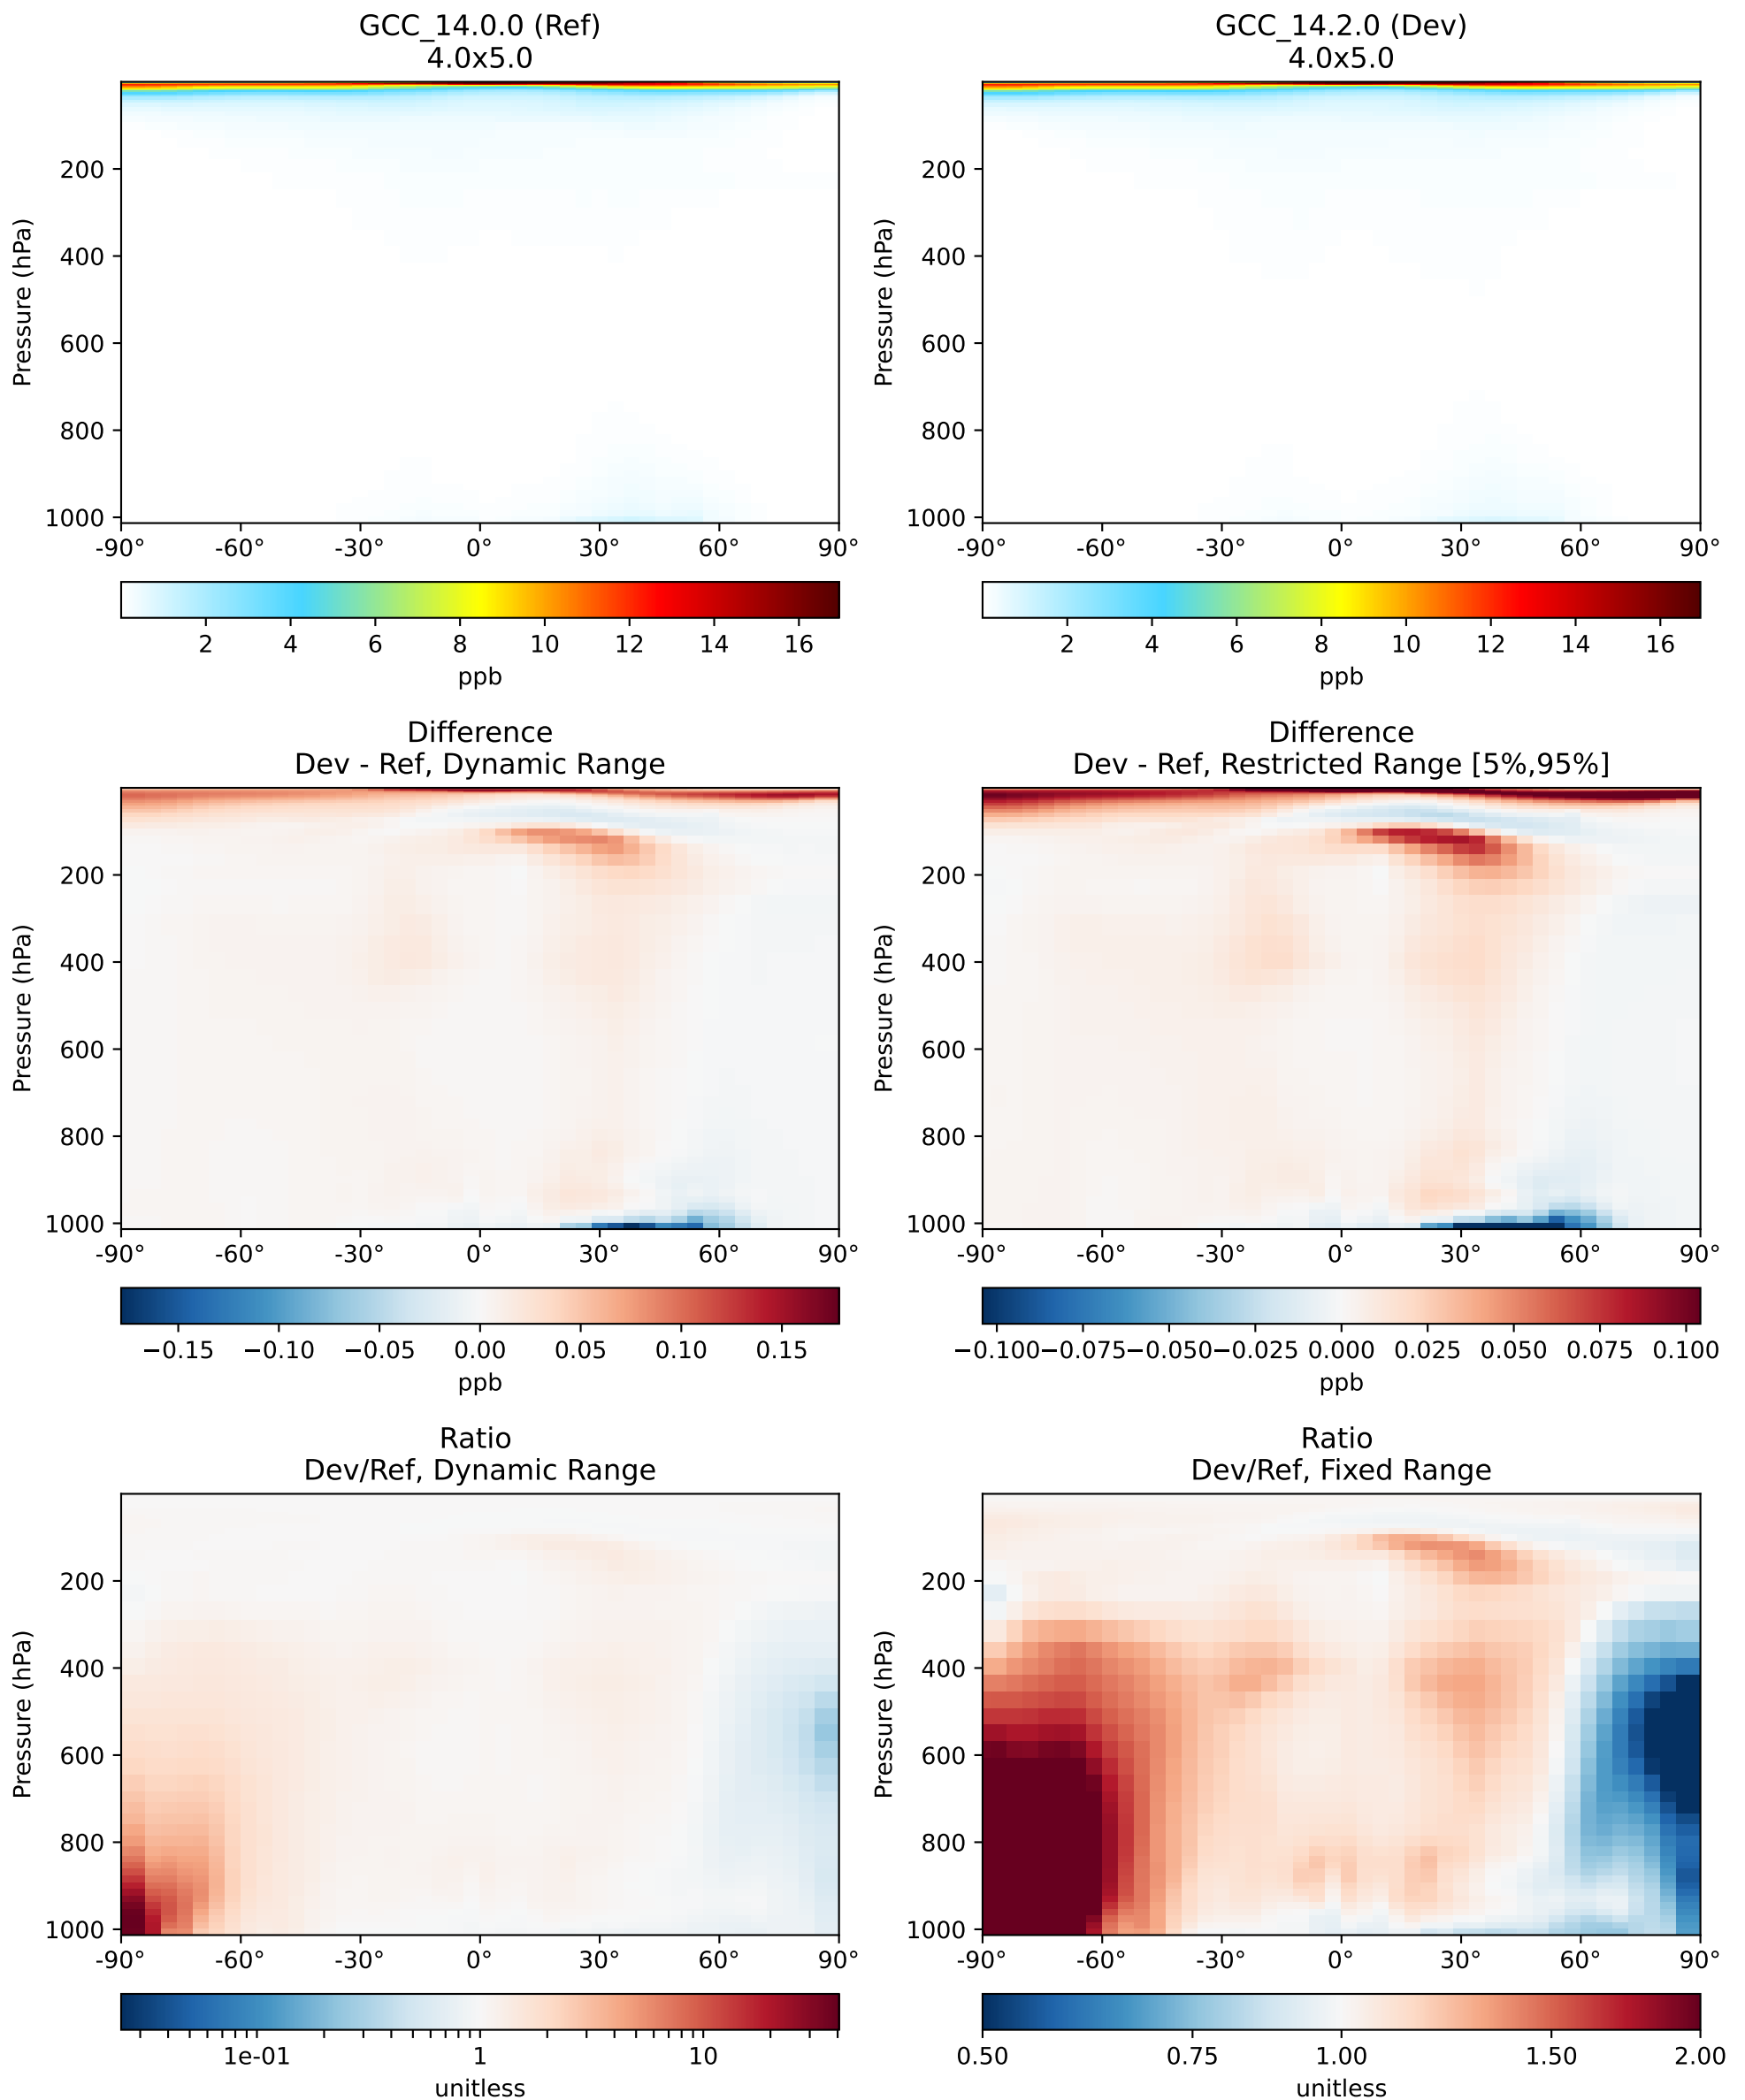 GCC_14.0.0 (Ref)
4.0x5.0
GCC_14.2.0 (Dev)
4.0x5.0
Pressure (hPa)
200
400
600
800
1000
-90° -60° -30° 0° 30° 60° 90°
2 4 6 8 10 12 14 16
ppb
Pressure (hPa)
200
400
600
800
1000
-90° -60° -30° 0° 30° 60° 90°
2 4 6 8 10 12 14 16
ppb
Difference
Dev - Ref, Dynamic Range
Difference
Dev - Ref, Restricted Range [5%,95%]
Pressure (hPa)
200
400
600
800
1000
-90° -60° -30° 0° 30° 60° 90°
−0.15 −0.10 −0.05 0.00 0.05 0.10 0.15
ppb
Pressure (hPa)
200
400
600
800
1000
-90° -60° -30° 0° 30° 60° 90°
−0.100 −0.075 −0.050 −0.025 0.000 0.025 0.050 0.075 0.100
ppb
Ratio
Dev/Ref, Dynamic Range
Ratio
Dev/Ref, Fixed Range
Pressure (hPa)
200
400
600
800
1000
-90° -60° -30° 0° 30° 60° 90°
1e-01 1 10
unitless
Pressure (hPa)
200
400
600
800
1000
-90° -60° -30° 0° 30° 60° 90°
0.50 0.75 1.00 1.50 2.00
unitless